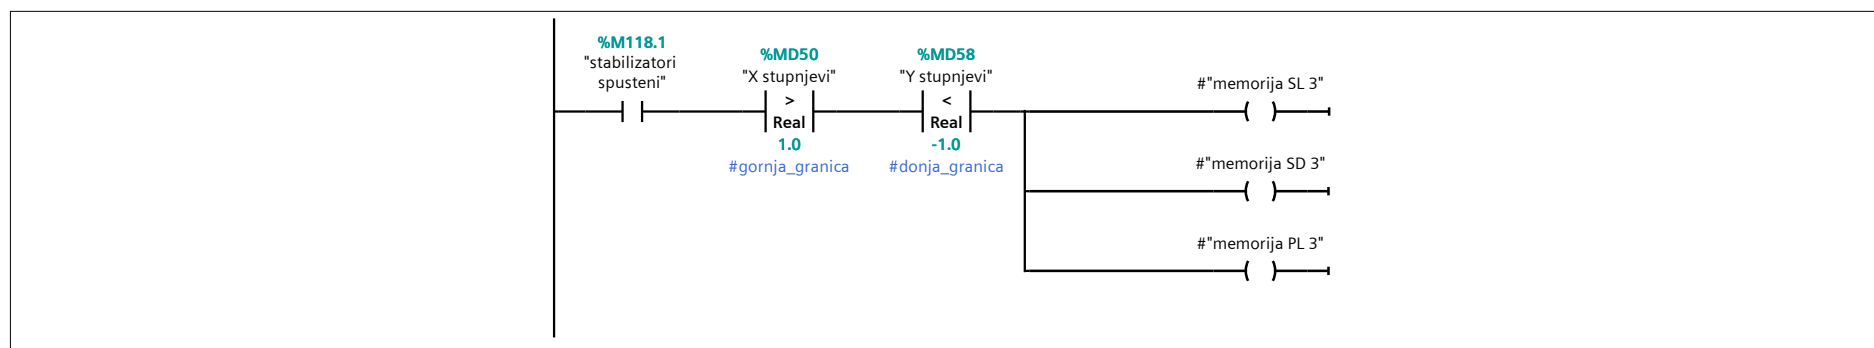 %M118.1
"stabilizatori
spusteni"
%MD50
"X stupnjevi"
>
Real
1.0
#gornja_granica
%MD58
"Y stupnjevi"
<
Real
-1.0
#donja_granica
#"memorija SL 3"
#"memorija SD 3"
#"memorija PL 3"